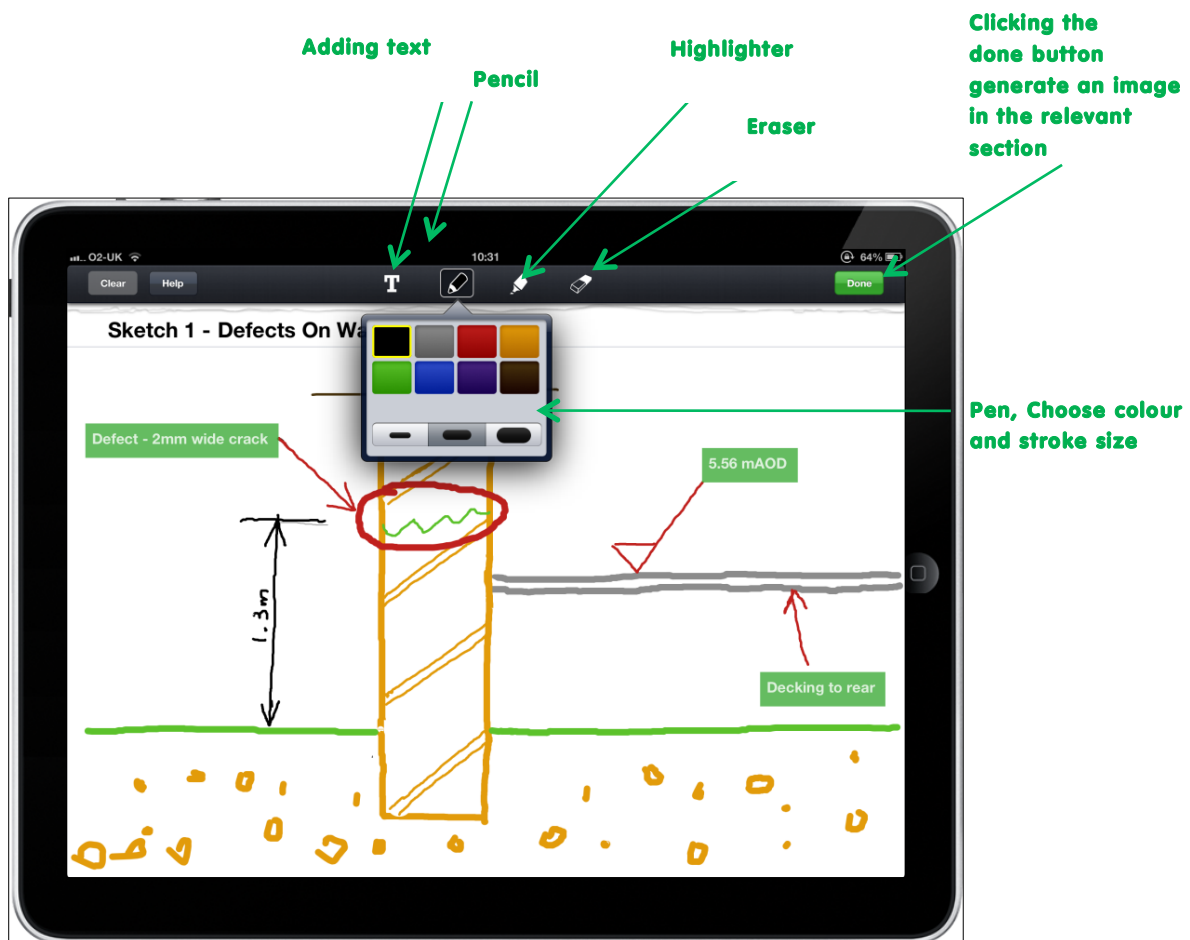 Adding text
Pencil
Highlighter
Eraser
Clicking the
done button
generate an image
in the relevant
section
O2-UK
10:31
64%
Clear
Help
T
Done
Sketch 1 - Defects On Wa
Defect - 2mm wide crack
Pen, Choose colour
and stroke size
5.56 mAOD
1.3m
Decking to rear